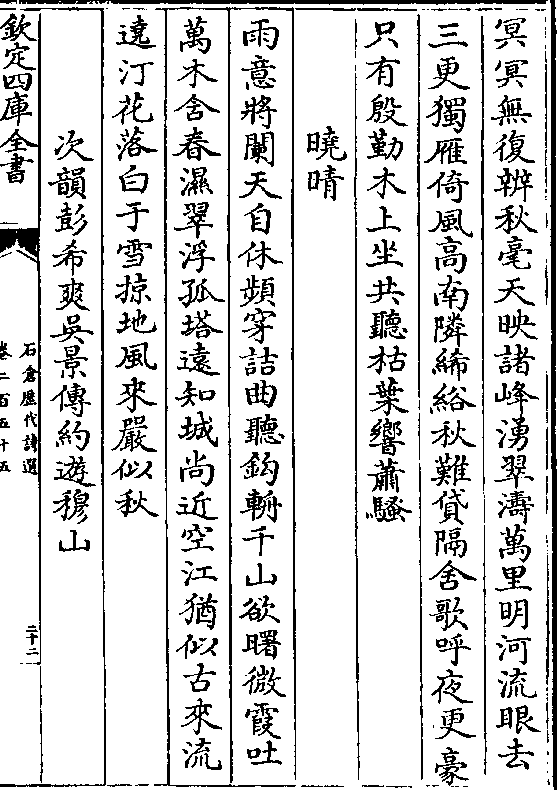 冥冥無復辨秋毫天映諸峰湧翠濤萬里明河流眼去
三更獨雁倚風高南隣絺綌秋難貸隔舍歌呼夜更豪
只有殷勤木上坐共聽枯葉響蕭騷
曉晴
雨意將闌天自休頻穿詰曲聽鈎輈千山欲曙微霞吐
萬木含春濕翠浮孤塔遠知城尚近空江猶似古來流
遶汀花落白于雪掠地風來嚴似秋
次韻彭希爽吳景傳約遊穆山
欽定四庫全書
石倉歷代詩選
卷二百五十五
二十二